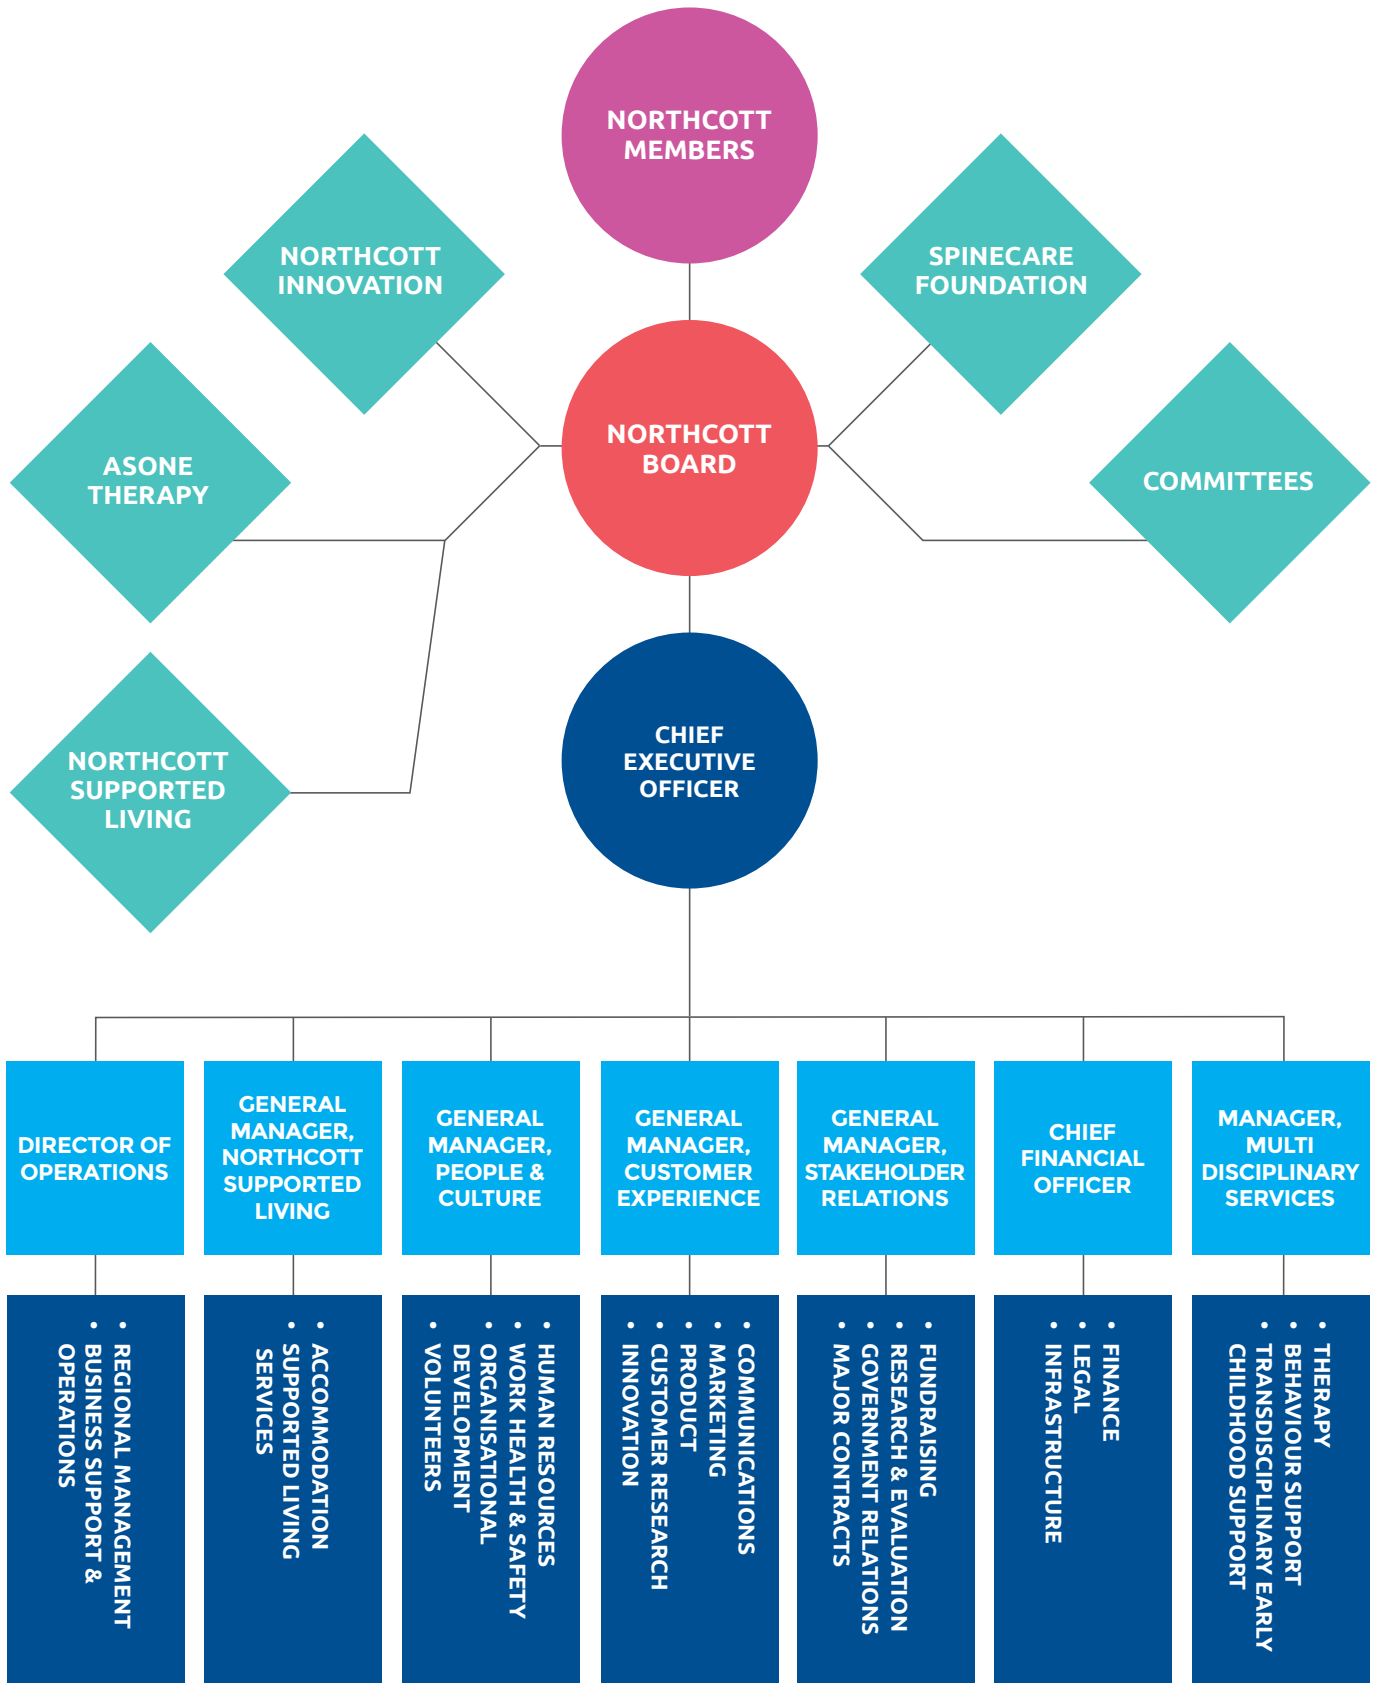 NORTHCOTT
MEMBERS
NORTHCOTT
INNOVATION
SPINECARE
FOUNDATION
NORTHCOTT
BOARD
ASONE
THERAPY
COMMITTEES
CHIEF
EXECUTIVE
OFFICER
NORTHCOTT
SUPPORTED
LIVING
DIRECTOR OF
OPERATIONS
GENERAL
MANAGER,
NORTHCOTT
SUPPORTED
LIVING
GENERAL
MANAGER,
PEOPLE &
CULTURE
GENERAL
MANAGER,
CUSTOMER
EXPERIENCE
GENERAL
MANAGER,
STAKEHOLDER
RELATIONS
CHIEF
FINANCIAL
OFFICER
MANAGER,
MULTI
DISCIPLINARY
SERVICES
• REGIONAL MANAGEMENT
• BUSINESS SUPPORT &
OPERATIONS
• ACCOMMODATION
• SUPPORTED LIVING
SERVICES
• HUMAN RESOURCES
• WORK HEALTH & SAFETY
• ORGANISATIONAL
DEVELOPMENT
• VOLUNTEERS
• COMMUNICATIONS
• MARKETING
• PRODUCT
• CUSTOMER RESEARCH
• INNOVATION
• FUNDRAISING
• RESEARCH & EVALUATION
• GOVERNMENT RELATIONS
• MAJOR CONTRACTS
• FINANCE
• LEGAL
• INFRASTRUCTURE
• THERAPY
• BEHAVIOUR SUPPORT
• TRANSDISCIPLINARY EARLY
CHILDHOOD SUPPORT